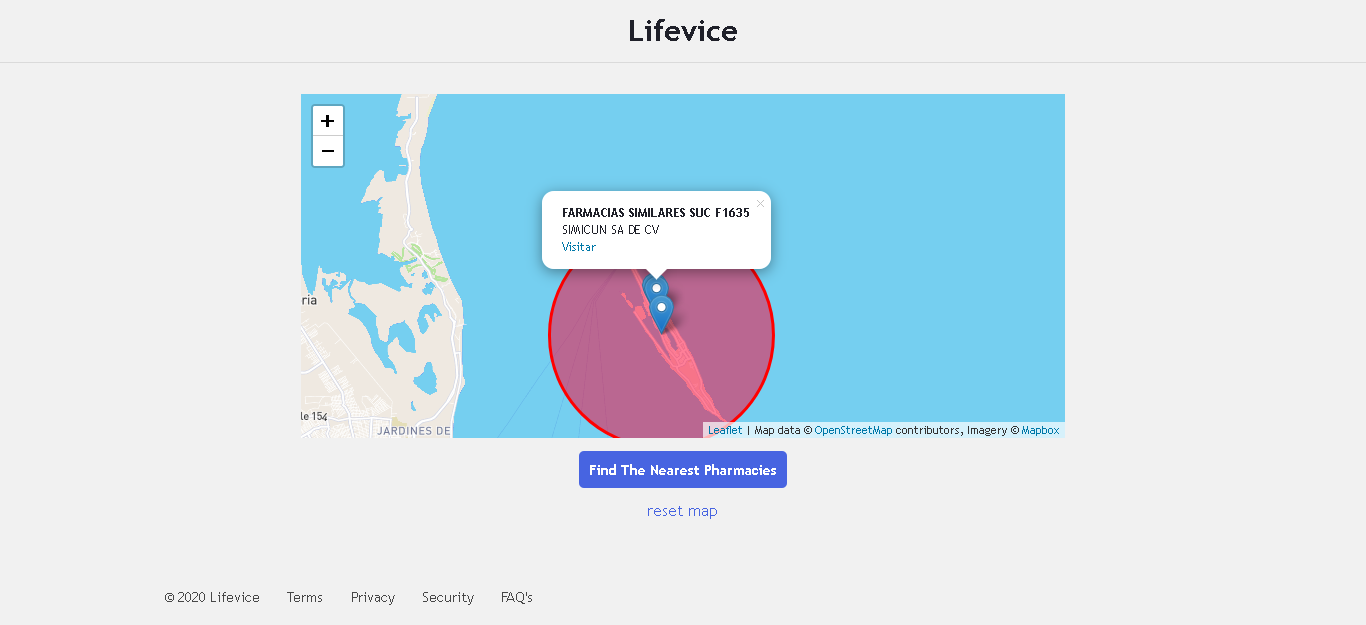 Lifevice
+
−
FARMACIAS SIMILARES SUC F1635
×
SIMICUN SA DE CV
Visitar
ria
le 154
JARDINES DE
Leaflet | Map data © OpenStreetMap contributors, Imagery © Mapbox
Find The Nearest Pharmacies
reset map
© 2020 Lifevice Terms Privacy Security FAQ's